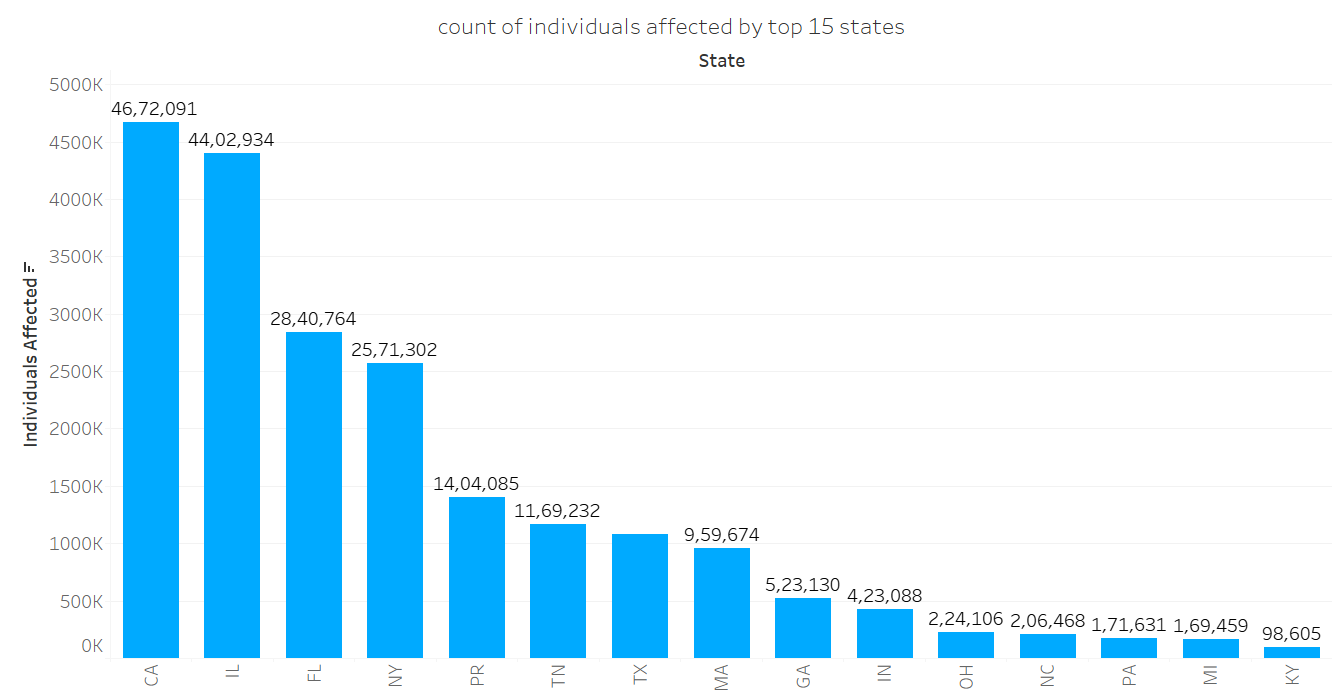 count of individuals affected by top 15 states
State
Individuals Affected
5000K
4500K
4000K
3500K
3000K
2500K
2000K
1500K
1000K
500K
0K
46,72,091
44,02,934
28,40,764
25,71,302
14,04,085
11,69,232
9,59,674
5,23,130
4,23,088
2,24,106
2,06,468
1,71,631
1,69,459
98,605
CA
IL
FL
NY
PR
TN
TX
MA
GA
IN
OH
NC
PA
MI
KY